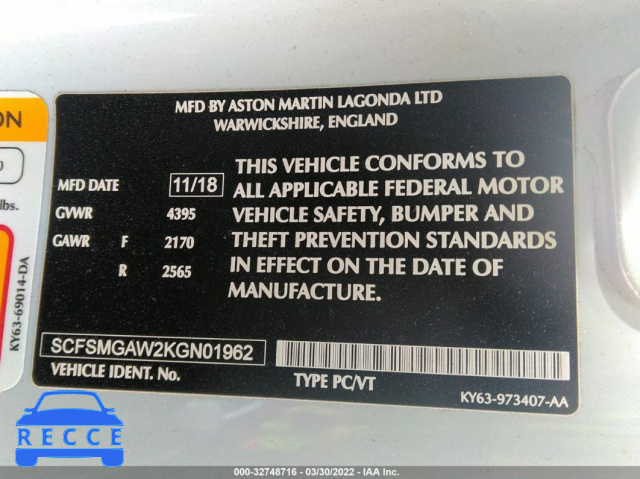 ON
0
lbs.
KY63-69014-DA
MFD BY ASTON MARTIN LAGONDA LTD
WARWICKSHIRE, ENGLAND
MFD DATE 11/18
GVWR 4395
GAWR F 2170
R 2565
THIS VEHICLE CONFORMS TO
ALL APPLICABLE FEDERAL MOTOR
VEHICLE SAFETY, BUMPER AND
THEFT PREVENTION STANDARDS
IN EFFECT ON THE DATE OF
MANUFACTURE.
SCFSMGAW2KGN01962
VEHICLE IDENT. No.
TYPE PC/VT
KY63-973407-AA
RECCE
000-32748716 - 03/30/2022 - IAA Inc.